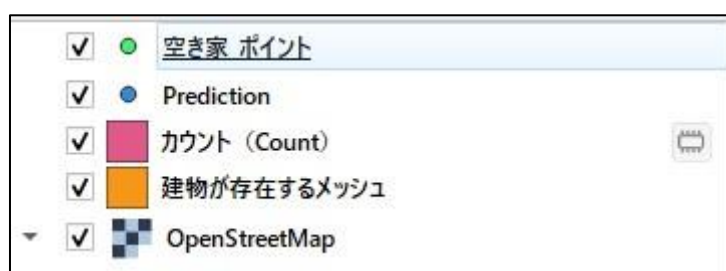 空き家 ポイント
Prediction
カウント（Count）
建物が存在するメッシュ
OpenStreetMap